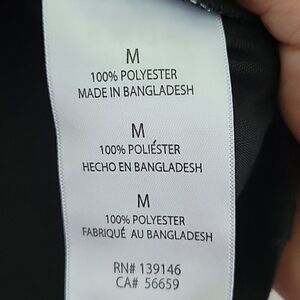 M
100% POLYESTER
MADE IN BANGLADESH
M
100% POLIÉSTER
HECHO EN BANGLADESH
M
100% POLYESTER
FABRIQUÉ AU BANGLADESH
RN# 139146
CA# 56659